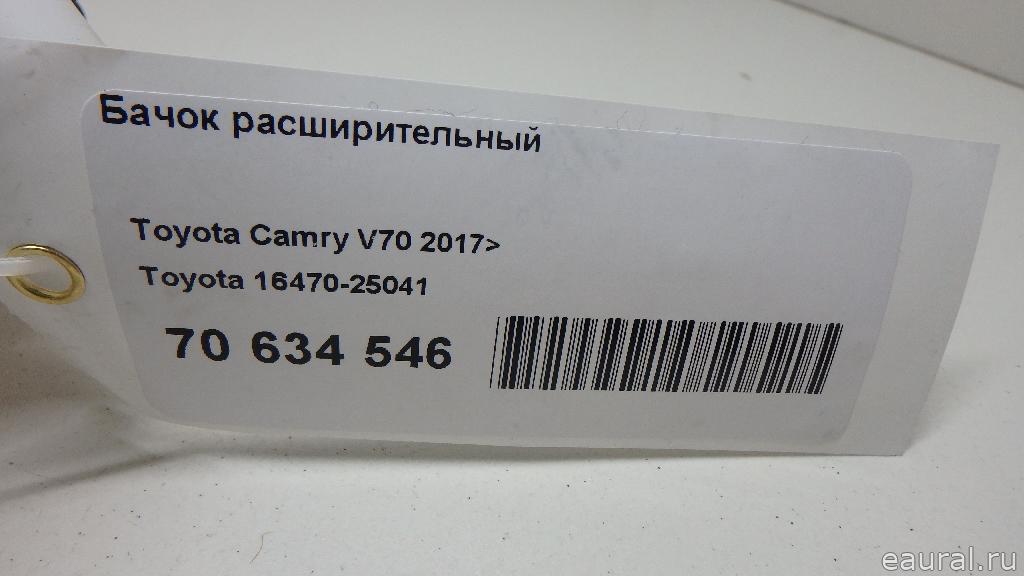 Бачок расширительный
Toyota Camry V70 2017>
Toyota 16470-25041
70 634 546
eaural.ru